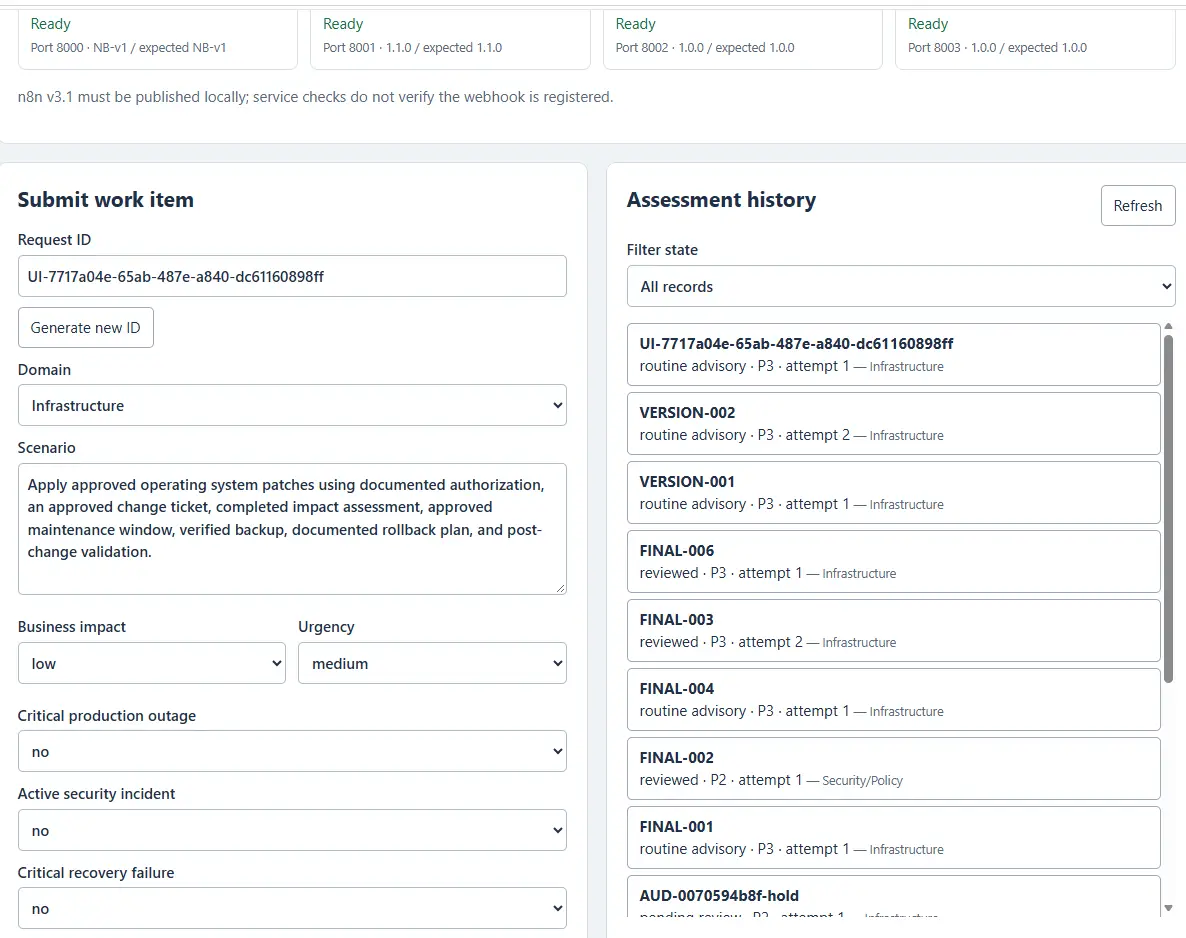 Ready
Port 8000 · NB-v1 / expected NB-v1
Ready
Port 8001 · 1.1.0 / expected 1.1.0
Ready
Port 8002 · 1.0.0 / expected 1.0.0
Ready
Port 8003 · 1.0.0 / expected 1.0.0
n8n v3.1 must be published locally; service checks do not verify the webhook is registered.
Submit work item
Request ID
UI-7717a04e-65ab-487e-a840-dc61160898ff
Generate new ID
Domain
Infrastructure
Scenario
Apply approved operating system patches using documented authorization,
an approved change ticket, completed impact assessment, approved
maintenance window, verified backup, documented rollback plan, and post-
change validation.
Business impact
low
Urgency
medium
Critical production outage
no
Active security incident
no
Critical recovery failure
no
Assessment history
Refresh
Filter state
All records
UI-7717a04e-65ab-487e-a840-dc61160898ff
routine advisory · P3 · attempt 1 — Infrastructure
VERSION-002
routine advisory · P3 · attempt 2 — Infrastructure
VERSION-001
routine advisory · P3 · attempt 1 — Infrastructure
FINAL-006
reviewed · P3 · attempt 1 — Infrastructure
FINAL-003
reviewed · P3 · attempt 2 — Infrastructure
FINAL-004
routine advisory · P3 · attempt 1 — Infrastructure
FINAL-002
reviewed · P2 · attempt 1 — Security/Policy
FINAL-001
routine advisory · P3 · attempt 1 — Infrastructure
AUD-0070594b8f-hold
pending review · P2 · attempt 1 — Infrastructure